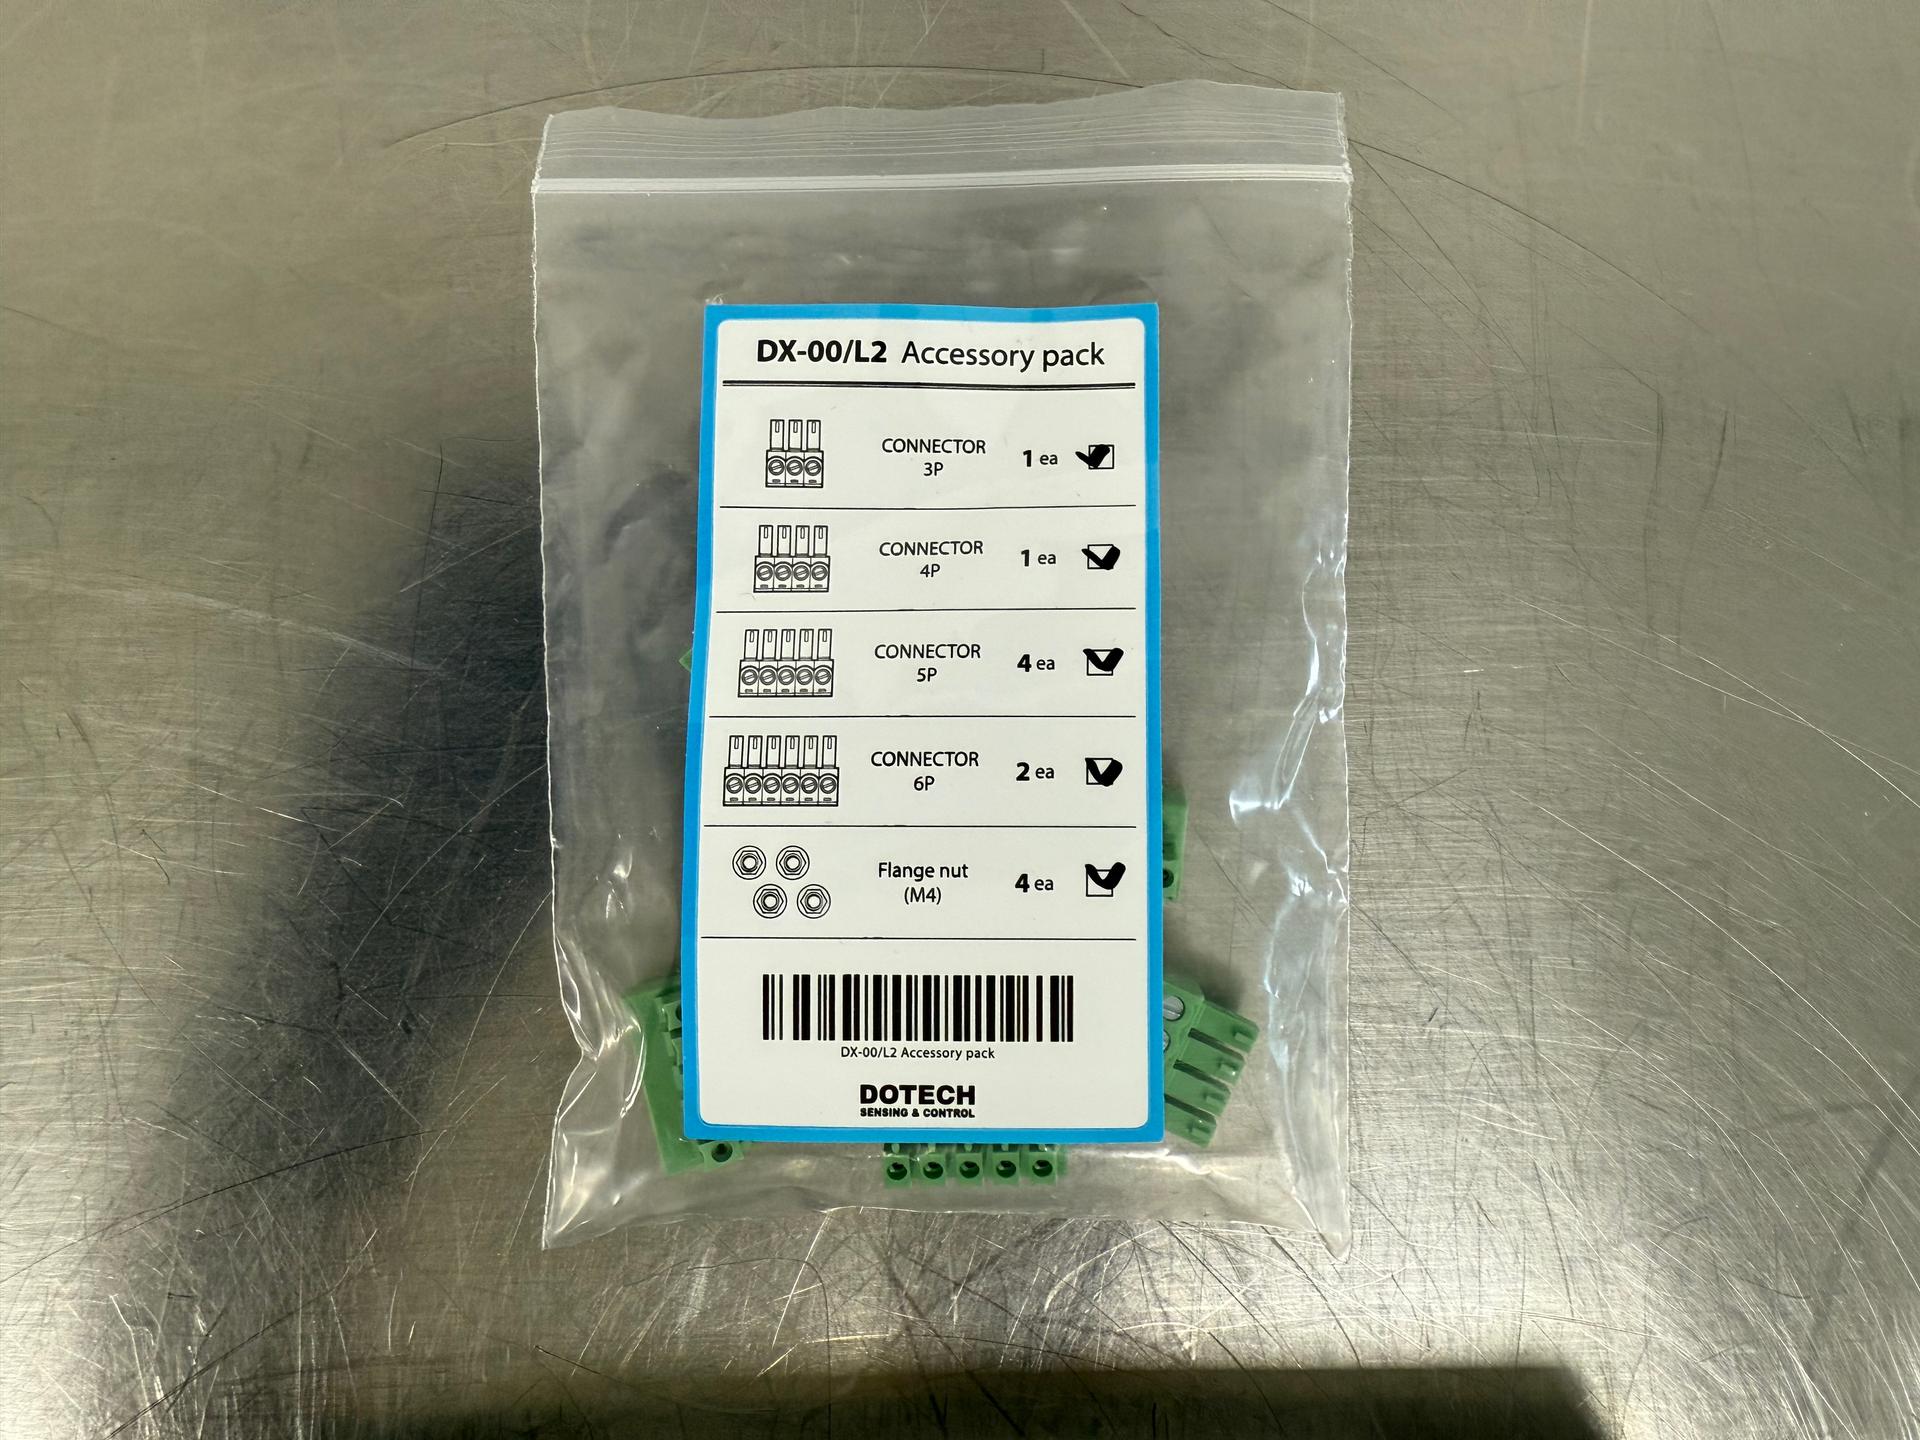 DX-00/L2 Accessory pack
CONNECTOR
3P
1 ea
CONNECTOR
4P
1 ea
CONNECTOR
5P
4 ea
CONNECTOR
6P
2 ea
Flange nut
(M4)
4 ea
DX-00/L2 Accessory pack
DOTECH
SENSING & CONTROL